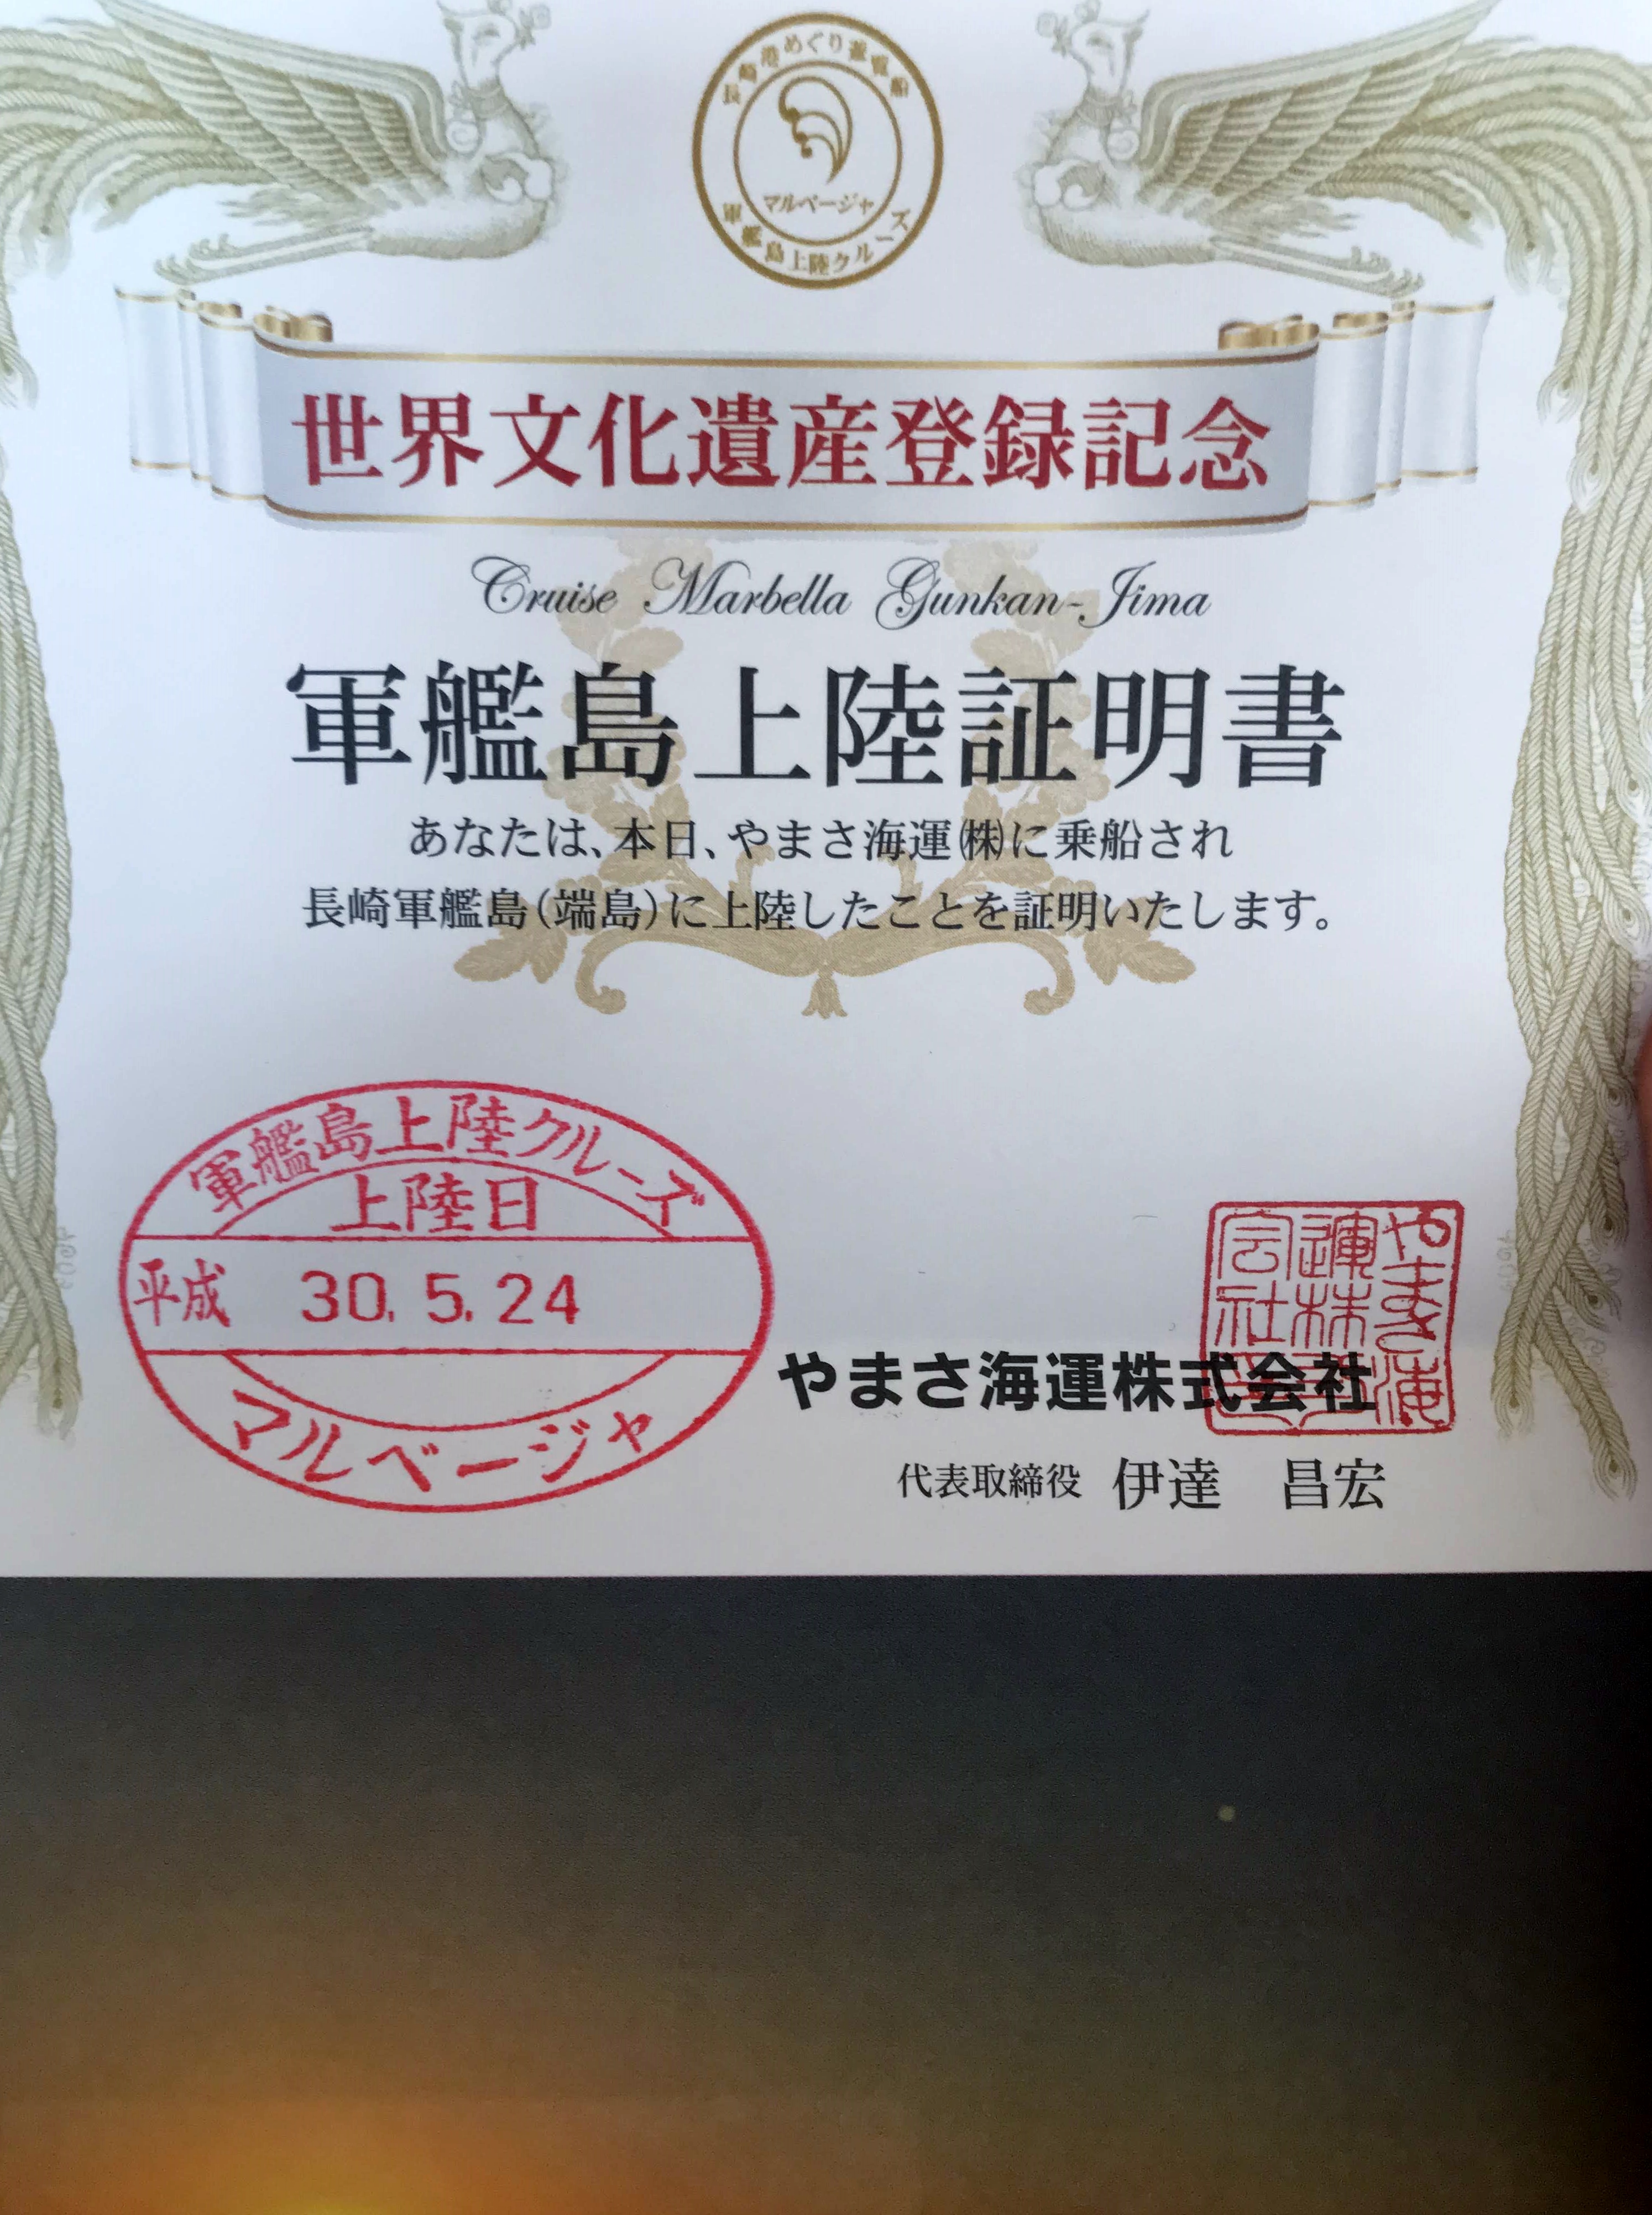 長崎港めぐり遊覧船
マルベージャ
軍艦島上陸クルーズ
世界文化遺産登録記念
Cruise Marbella Gunkan-Jima
軍艦島上陸証明書
あなたは、本日、やまさ海運㈱に乗船され
長崎軍艦島(端島)に上陸したことを証明いたします。
軍艦島上陸クルーズ
上陸日
平成 30. 5. 24
マルベージャ
やまさ海運株式会社
代表取締役 伊達 昌宏